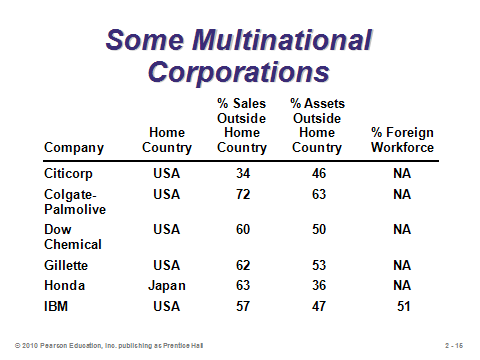 Some Multinational
Corporations
% Sales % Assets
Outside Outside
Home Home Home % Foreign
Company Country Country Country Workforce
Citicorp USA 34 46 NA
Colgate- USA 72 63 NA
Palmolive
Dow USA 60 50 NA
Chemical
Gillette USA 62 53 NA
Honda Japan 63 36 NA
IBM USA 57 47 51
© 2010 Pearson Education, Inc. publishing as Prentice Hall 2 - 15